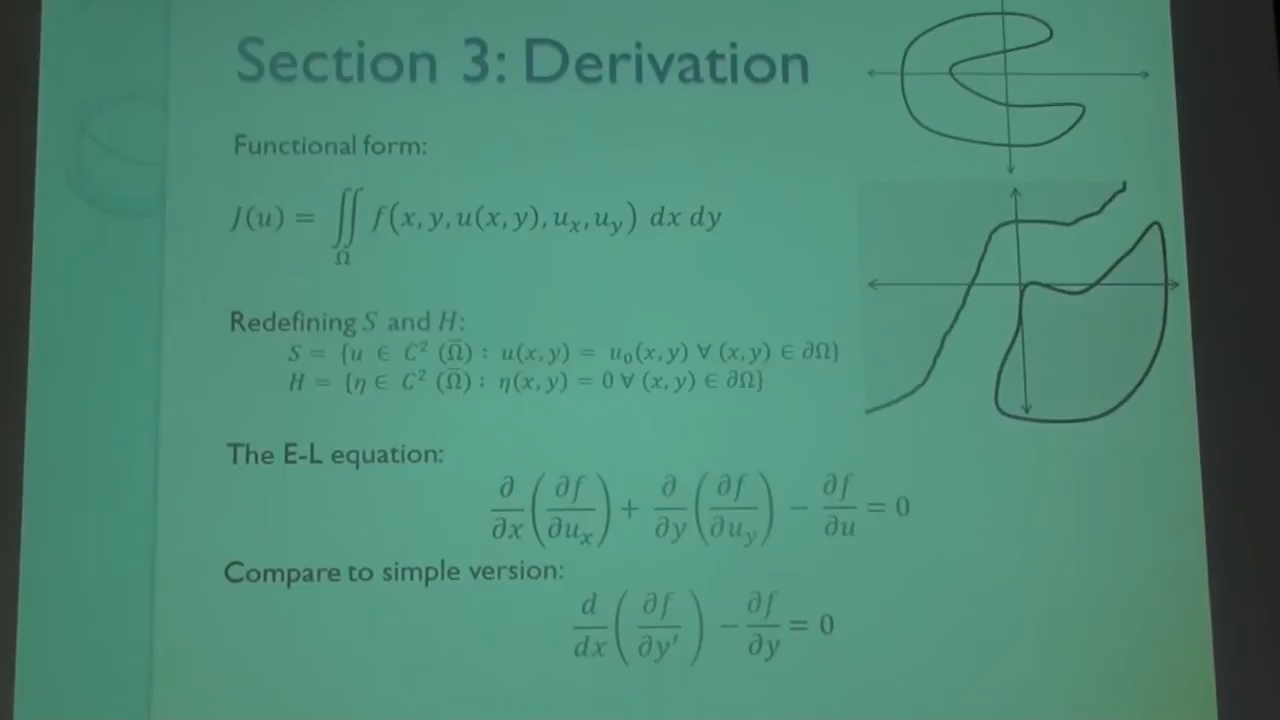 Section 3: Derivation
Functional form:
J(u) = ∬_Ω f(x, y, u(x, y), u_x, u_y) dx dy
Redefining S and H:
S = {u ∈ C² (Ω̅) : u(x, y) = u₀(x, y) ∀ (x, y) ∈ ∂Ω}
H = {η ∈ C² (Ω̅) : η(x, y) = 0 ∀ (x, y) ∈ ∂Ω}
The E-L equation:
∂/∂x (∂f/∂u_x) + ∂/∂y (∂f/∂u_y) − ∂f/∂u = 0
Compare to simple version:
d/dx (∂f/∂y′) − ∂f/∂y = 0